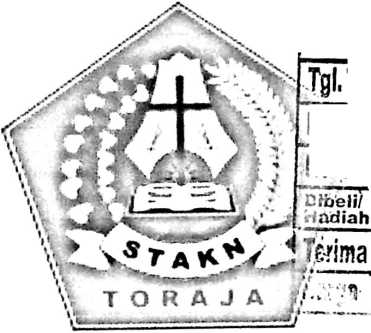 STAKN
TORAJA
Tgl.
Dibeli/
Hadiah
Terima